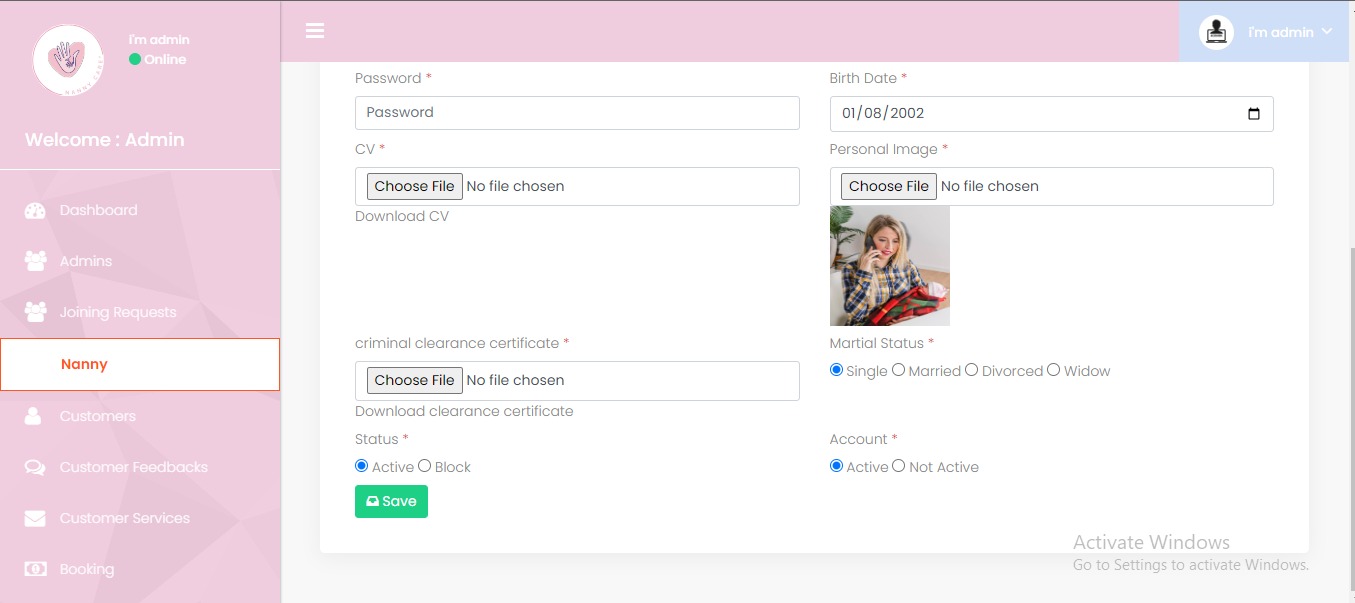 I'm admin
Online
NANNY CARE
Welcome : Admin
Dashboard
Admins
Joining Requests
Nanny
Customers
Customer Feedbacks
Customer Services
Booking
I'm admin
Password *
Password
Birth Date *
01/08/2002
CV *
Choose File No file chosen
Download CV
Personal Image *
Choose File No file chosen
criminal clearance certificate *
Choose File No file chosen
Download clearance certificate
Martial Status *
Single Married Divorced Widow
Status *
Active Block
Account *
Active Not Active
Save
Activate Windows
Go to Settings to activate Windows.